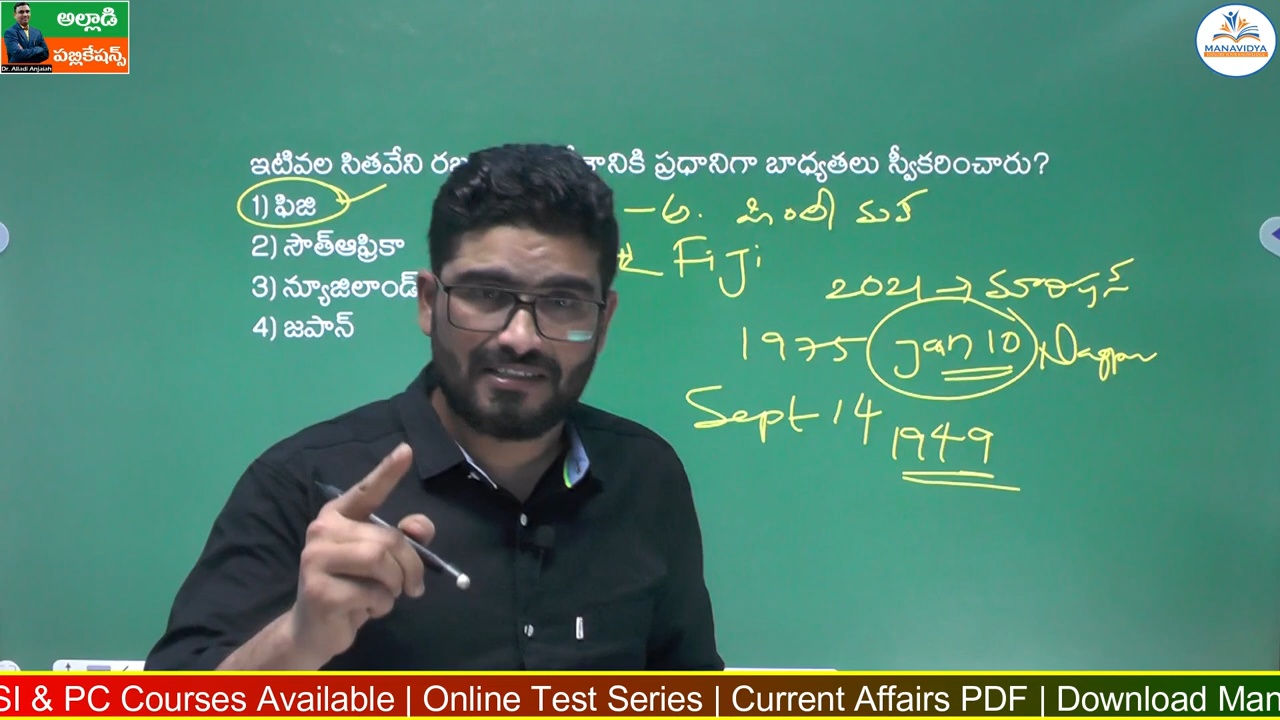 అల్లాడి
పబ్లికేషన్స్
Dr. Alladi Anjaiah
MANAVIDYA
ఇటివల సితవేని ప్రధానిగా బాధ్యతలు స్వీకరించారు?
1) ఫిజి
2) సౌత్ఆఫ్రికా
3) న్యూజిలాండ్
4) జపాన్
హిందీ
Fiji
2021 →
1975 Jan 10
Sept 14 1949
SI & PC Courses Available | Online Test Series | Current Affairs PDF | Download Man